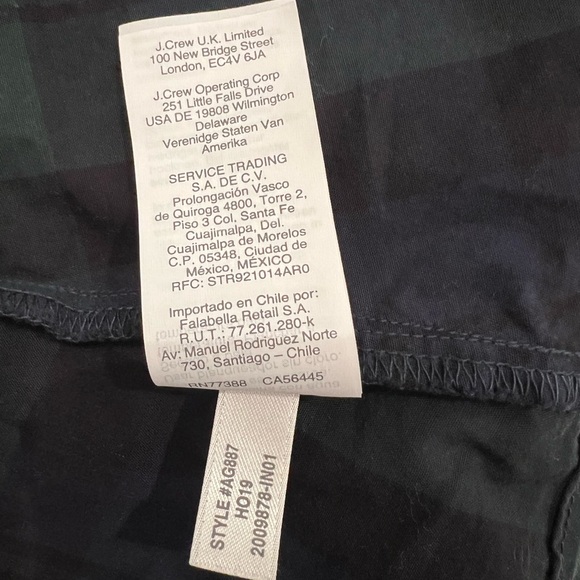 J.Crew U.K. Limited
100 New Bridge Street
London, EC4V 6JA
J.Crew Operating Corp
251 Little Falls Drive
USA DE 19808 Wilmington
Delaware
Verenidge Staten Van
Amerika
SERVICE TRADING
S.A. DE C.V.
Prolongación Vasco
de Quiroga 4800, Torre 2,
Piso 3 Col. Santa Fe
Cuajimalpa, Del.
Cuajimalpa de Morelos
C.P. 05348, Ciudad de
México, MÉXICO
RFC: STR921014AR0
Importado en Chile por:
Falabella Retail S.A.
R.U.T.: 77.261.280-k
Av: Manuel Rodriguez Norte
730, Santiago – Chile
RN77388 CA56445
STYLE #AG887
HO19
2009878-IN01